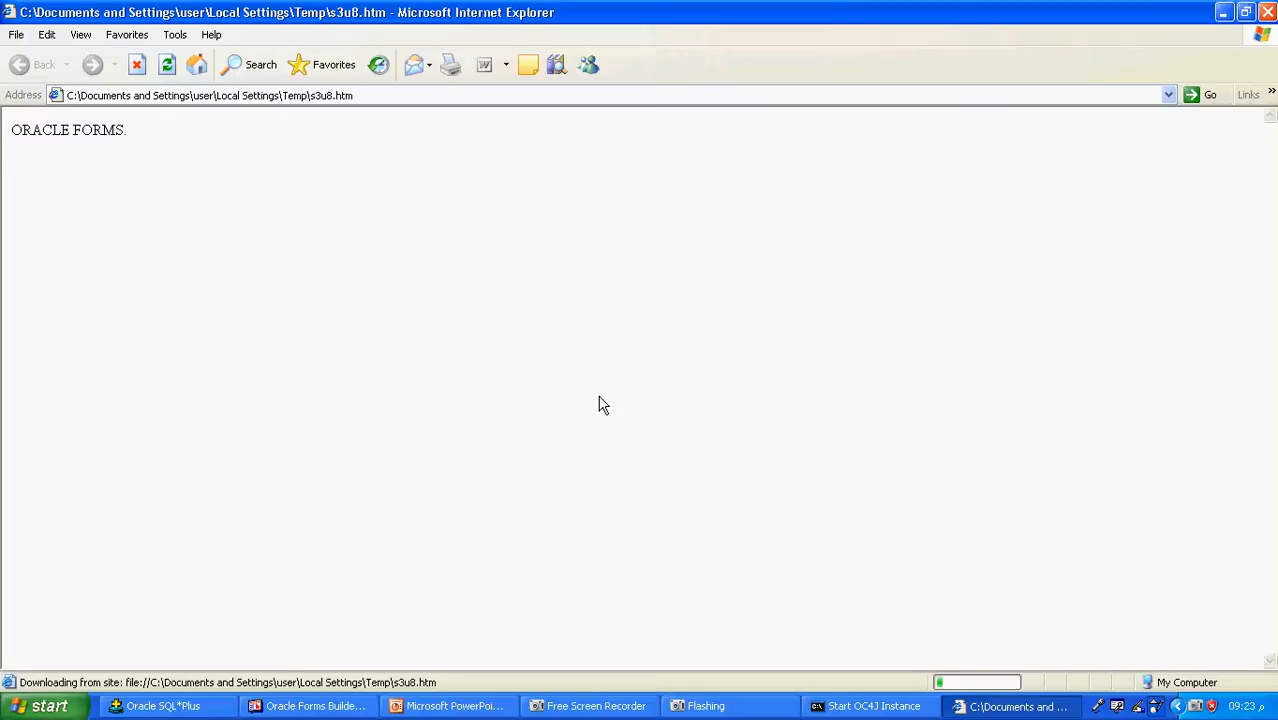 C:\Documents and Settings\user\Local Settings\Temp\s3u8.htm - Microsoft Internet Explorer
File Edit View Favorites Tools Help
Back Search Favorites
Address C:\Documents and Settings\user\Local Settings\Temp\s3u8.htm Go Links »
ORACLE FORMS.
Downloading from site: file://C:\Documents and Settings\user\Local Settings\Temp\s3u8.htm My Computer
start Oracle SQL*Plus Oracle Forms Builde... Microsoft PowerPoi... Free Screen Recorder Flashing Start OC4J Instance C:\Documents and ... 09:23 م